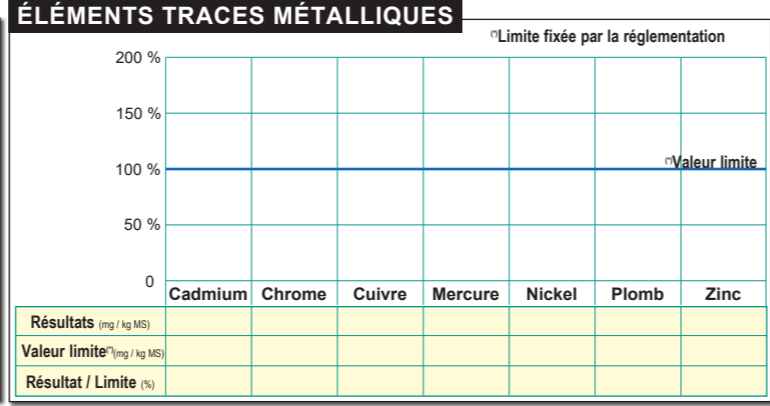 ÉLÉMENTS TRACES MÉTALLIQUES
(*)Limite fixée par la réglementation
200 %
150 %
100 %
(*)Valeur limite
50 %
0
Cadmium Chrome Cuivre Mercure Nickel Plomb Zinc
Résultats (mg / kg MS)
Valeur limite(*)(mg / kg MS)
Résultat / Limite (%)